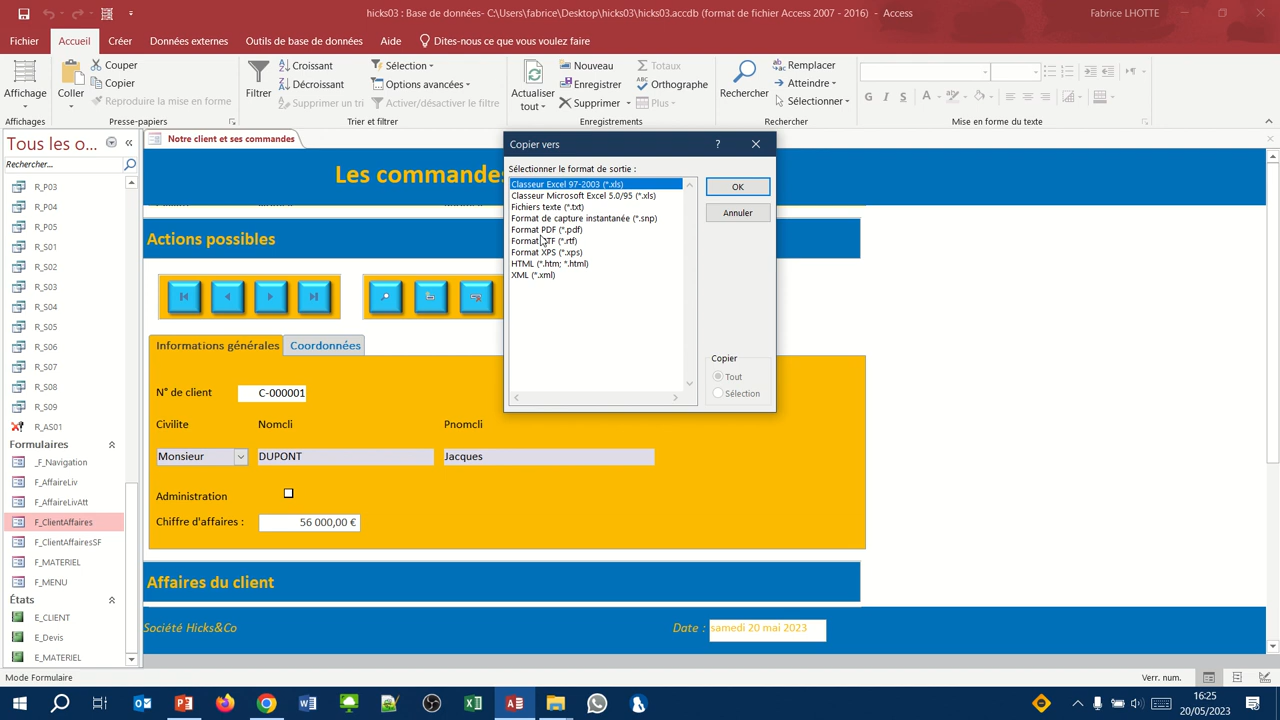 hicks03 : Base de données- C:\Users\fabrice\Desktop\hicks03\hicks03.accdb (format de fichier Access 2007 - 2016) - Access
Fabrice LHOTTE
Fichier Accueil Créer Données externes Outils de base de données Aide Dites-nous ce que vous voulez faire
Affichage
Affichages
Coller
Couper
Copier
Reproduire la mise en forme
Presse-papiers
Filtrer
Croissant
Décroissant
Supprimer un tri
Sélection
Options avancées
Activer/désactiver le filtre
Trier et filtrer
Actualiser
tout
Nouveau
Enregistrer
Supprimer
Totaux
Orthographe
Plus
Enregistrements
Rechercher
Remplacer
Atteindre
Sélectionner
Rechercher
G I S A
Mise en forme du texte
Tous les o...
Rechercher...
R_P03
R_P04
R_P05
R_S01
R_S02
R_S03
R_S04
R_S05
R_S06
R_S07
R_S08
R_S09
R_AS01
Formulaires
_F_Navigation
F_AffaireLiv
F_AffaireLivAtt
F_ClientAffaires
F_ClientAffairesSF
F_MATERIEL
F_MENU
États
E_CLIENT
E_Devis
E_MATERIEL
Notre client et ses commandes
Les commandes
Actions possibles
Informations générales
Coordonnées
N° de client C-000001
Civilite Nomcli Pnomcli
Monsieur DUPONT Jacques
Administration
Chiffre d'affaires : 56 000,00 €
Affaires du client
Société Hicks&Co
Date : samedi 20 mai 2023
Copier vers
?
Sélectionner le format de sortie :
Classeur Excel 97-2003 (*.xls)
Classeur Microsoft Excel 5.0/95 (*.xls)
Fichiers texte (*.txt)
Format de capture instantanée (*.snp)
Format PDF (*.pdf)
Format RTF (*.rtf)
Format XPS (*.xps)
HTML (*.htm; *.html)
XML (*.xml)
OK
Annuler
Copier
Tout
Sélection
Mode Formulaire
Verr. num.
16:25
20/05/2023